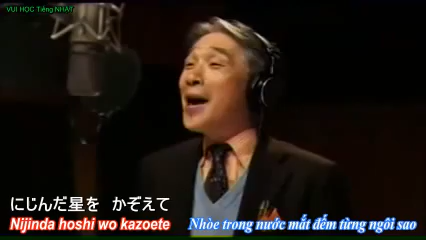 VUI HỌC Tiếng NHẬT
にじんだ星を かぞえて
Nijinda hoshi wo kazoete
Nhòe trong nước mắt đếm từng ngôi sao